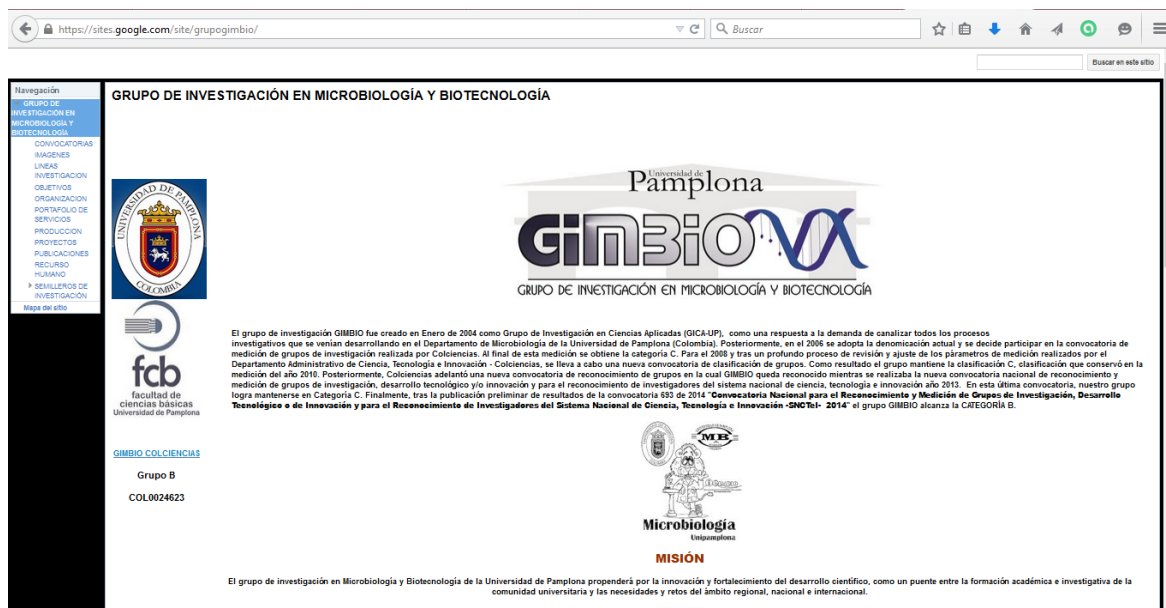 https://sites.google.com/site/grupogimbio/
Buscar
Buscar en este sitio
Navegación
GRUPO DE
INVESTIGACIÓN EN
MICROBIOLOGÍA Y
BIOTECNOLOGÍA
CONVOCATORIAS
IMAGENES
LINEAS
INVESTIGACION
OBJETIVOS
ORGANIZACION
PORTAFOLIO DE
SERVICIOS
PRODUCCION
PROYECTOS
PUBLICACIONES
RECURSO
HUMANO
SEMILLEROS DE
INVESTIGACIÓN
Mapa del sitio
GRUPO DE INVESTIGACIÓN EN MICROBIOLOGÍA Y BIOTECNOLOGÍA
UNIVERSIDAD DE PAMPLONA
COLOMBIA
fcb
facultad de
ciencias básicas
Universidad de Pamplona
GIMBIO COLCIENCIAS
Grupo B
COL0024623
Universidad de
Pamplona
GiMBiO
GRUPO DE INVESTIGACIÓN EN MICROBIOLOGÍA Y BIOTECNOLOGÍA
El grupo de investigación GIMBIO fue creado en Enero de 2004 como Grupo de Investigación en Ciencias Aplicadas (GICA-UP), como una respuesta a la demanda de canalizar todos los procesos
investigativos que se venían desarrollando en el Departamento de Microbiología de la Universidad de Pamplona (Colombia). Posteriormente, en el 2006 se adopta la denominación actual y se decide participar en la convocatoria de
medición de grupos de investigación realizada por Colciencias. Al final de esta medición se obtiene la categoría C. Para el 2008 y tras un profundo proceso de revisión y ajuste de los pàrametros de medición realizados por el
Departamento Administrativo de Ciencia, Tecnología e Innovación - Colciencias, se lleva a cabo una nueva convocatoria de clasificación de grupos. Como resultado el grupo mantiene la clasificación C, clasificación que conservó en la
medición del año 2010. Posteriormente, Colciencias adelantó una nueva convocatoria de reconocimiento de grupos en la cual GIMBIO queda reconocido mientras se realizaba la nueva convocatoria nacional de reconocimiento y
medición de grupos de investigación, desarrollo tecnológico y/o innovación y para el reconocimiento de investigadores del sistema nacional de ciencia, tecnología e innovación año 2013. En esta última convocatoria, nuestro grupo
logra mantenerse en Categoría C. Finalmente, tras la publicación preliminar de resultados de la convocatoria 693 de 2014 "Convocatoria Nacional para el Reconocimiento y Medición de Grupos de Investigación, Desarrollo
Tecnológico o de Innovación y para el Reconocimiento de Investigadores del Sistema Nacional de Ciencia, Tecnología e Innovación -SNCTeI- 2014" el grupo GIMBIO alcanza la CATEGORÌA B.
MB
Microbiología
Unipamplona
MISIÓN
El grupo de investigación en Microbiología y Biotecnología de la Universidad de Pamplona propenderá por la innovación y fortalecimiento del desarrollo científico, como un puente entre la formación académica e investigativa de la
comunidad universitaria y las necesidades y retos del ámbito regional, nacional e internacional.